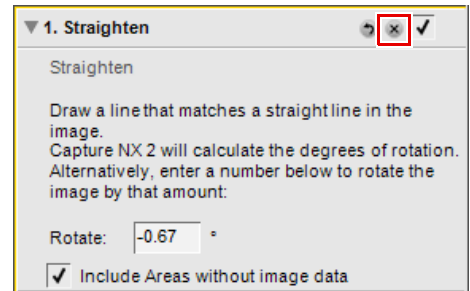 1. Straighten
Straighten
Draw a line that matches a straight line in the
image.
Capture NX 2 will calculate the degrees of rotation.
Alternatively, enter a number below to rotate the
image by that amount:
Rotate: -0.67 °
Include Areas without image data